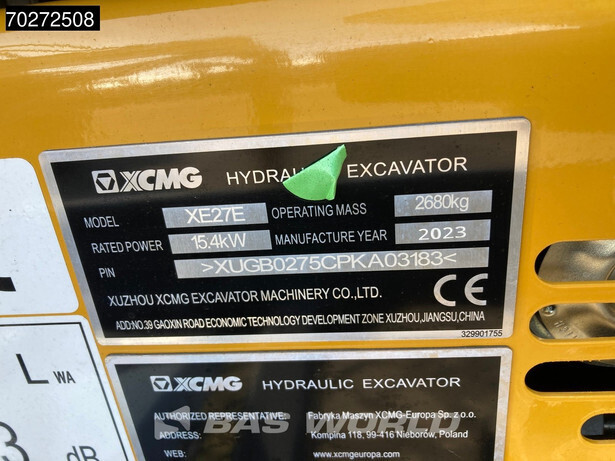 70272508
XCMG HYDRAULIC EXCAVATOR
MODEL XE27E OPERATING MASS 2680kg
RATED POWER 15.4kW MANUFACTURE YEAR 2023
PIN >XUGB0275CPKA03183<
XUZHOU XCMG EXCAVATOR MACHINERY CO.,LTD.
CE
ADD:NO.39 GAOXIN ROAD ECONOMIC TECHNOLOGY DEVELOPMENT ZONE XUZHOU,JIANGSU,CHINA
329901755
LWA
3 dB
XCMG HYDRAULIC EXCAVATOR
AUTHORIZED REPRESENTATIVE: Fabryka Maszyn XCMG-Europa Sp. z o.o.
ADDRESS: Kompina 118, 99-416 Nieborów, Poland
WEBSITE: www.xcmgeuropa.com
BAS WORLD